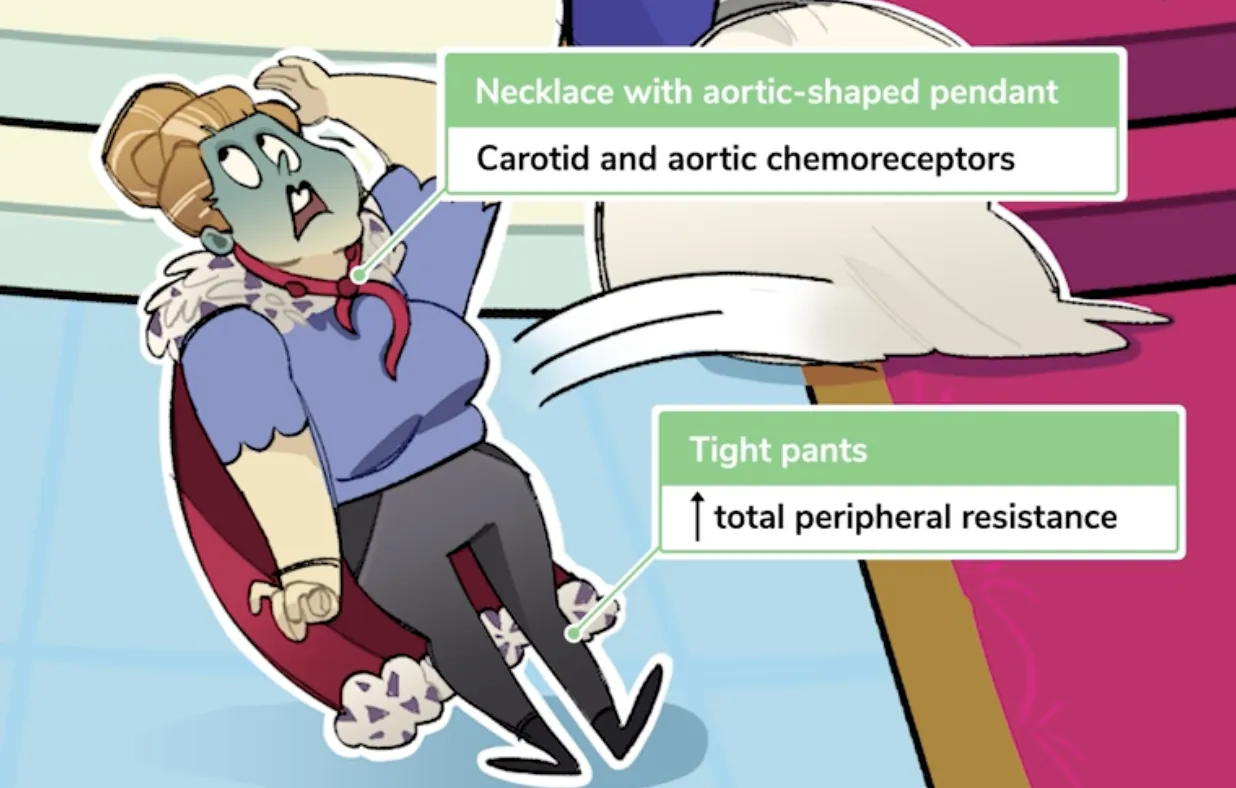 Necklace with aortic-shaped pendant
Carotid and aortic chemoreceptors
Tight pants
↑ total peripheral resistance